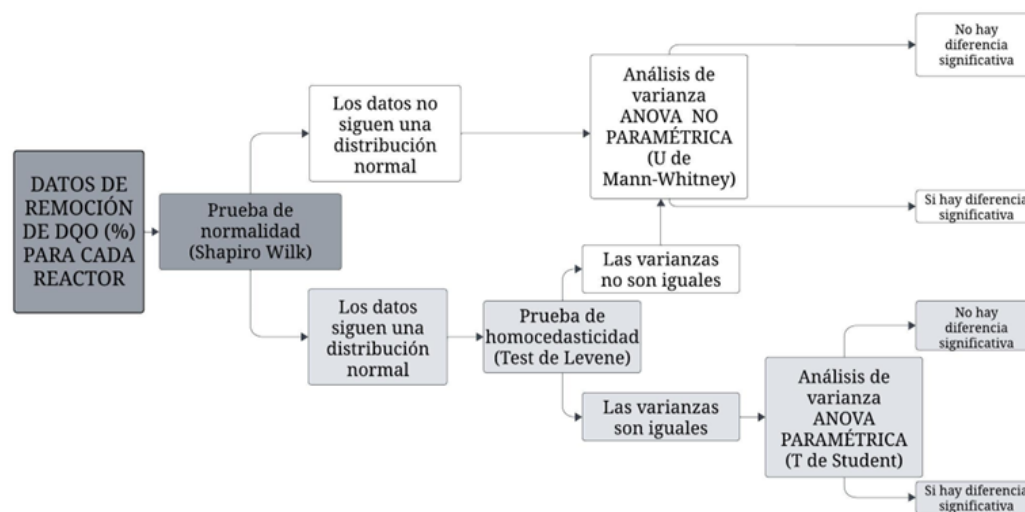 DATOS DE
REMOCIÓN
DE DQO (%)
PARA CADA
REACTOR
Prueba de
normalidad
(Shapiro Wilk)
Los datos no
siguen una
distribución
normal
Los datos
siguen una
distribución
normal
Prueba de
homocedasticidad
(Test de Levene)
Las varianzas
no son iguales
Las varianzas
son iguales
Análisis de
varianza
ANOVA NO
PARAMÉTRICA
(U de
Mann-Whitney)
No hay
diferencia
significativa
Si hay diferencia
significativa
Análisis de
varianza
ANOVA
PARAMÉTRICA
(T de Student)
No hay
diferencia
significativa
Si hay diferencia
significativa